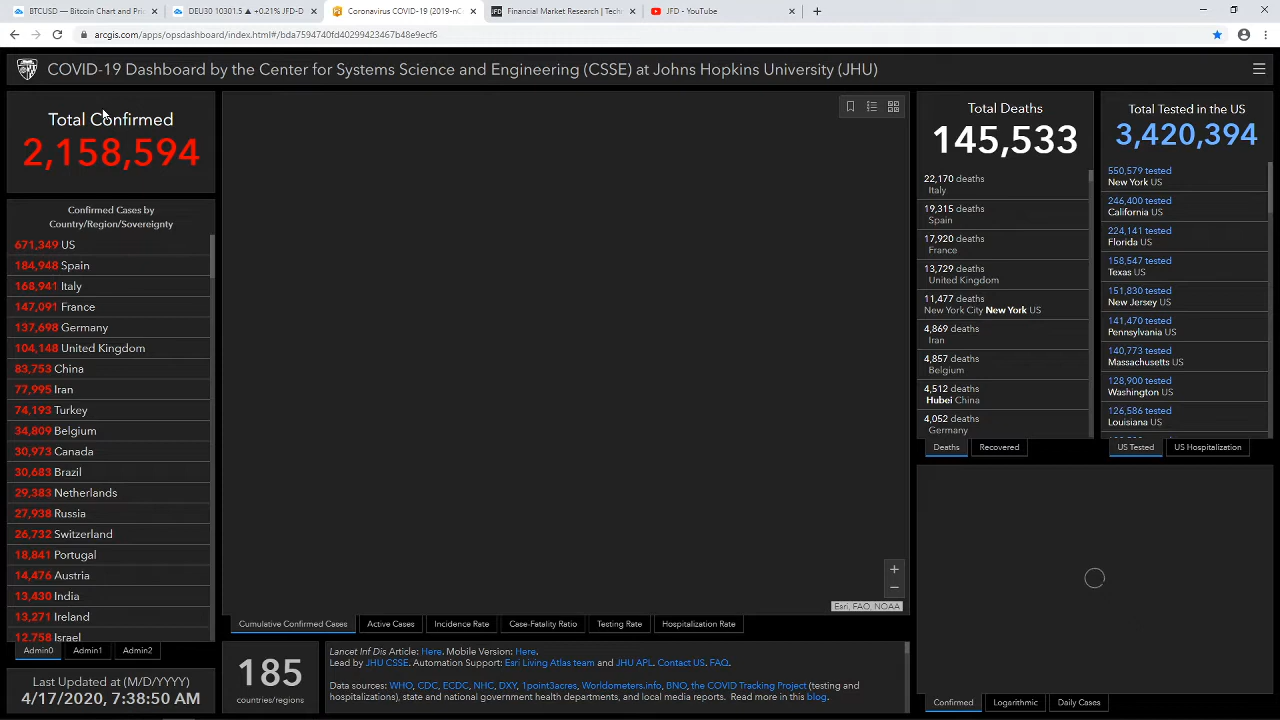 BTCUSD — Bitcoin Chart and Pric
DEU30 10301.5 ▲ +0.21% JFD-D
Coronavirus COVID-19 (2019-nC
Financial Market Research | Tech
JFD - YouTube
arcgis.com/apps/opsdashboard/index.html#/bda7594740fd40299423467b48e9ecf6
COVID-19 Dashboard by the Center for Systems Science and Engineering (CSSE) at Johns Hopkins University (JHU)
Total Confirmed
2,158,594
Confirmed Cases by
Country/Region/Sovereignty
671,349 US
184,948 Spain
168,941 Italy
147,091 France
137,698 Germany
104,148 United Kingdom
83,753 China
77,995 Iran
74,193 Turkey
34,809 Belgium
30,973 Canada
30,683 Brazil
29,383 Netherlands
27,938 Russia
26,732 Switzerland
18,841 Portugal
14,476 Austria
13,430 India
13,271 Ireland
12,758 Israel
Admin0 Admin1 Admin2
Last Updated at (M/D/YYYY)
4/17/2020, 7:38:50 AM
Esri, FAO, NOAA
Cumulative Confirmed Cases Active Cases Incidence Rate Case-Fatality Ratio Testing Rate Hospitalization Rate
185
countries/regions
Lancet Inf Dis Article: Here. Mobile Version: Here.
Lead by JHU CSSE. Automation Support: Esri Living Atlas team and JHU APL. Contact US. FAQ.
Data sources: WHO, CDC, ECDC, NHC, DXY, 1point3acres, Worldometers.info, BNO, the COVID Tracking Project (testing and
hospitalizations), state and national government health departments, and local media reports. Read more in this blog.
Total Deaths
145,533
22,170 deaths
Italy
19,315 deaths
Spain
17,920 deaths
France
13,729 deaths
United Kingdom
11,477 deaths
New York City New York US
4,869 deaths
Iran
4,857 deaths
Belgium
4,512 deaths
Hubei China
4,052 deaths
Germany
Deaths Recovered
Total Tested in the US
3,420,394
550,579 tested
New York US
246,400 tested
California US
224,141 tested
Florida US
158,547 tested
Texas US
151,830 tested
New Jersey US
141,470 tested
Pennsylvania US
140,773 tested
Massachusetts US
128,900 tested
Washington US
126,586 tested
Louisiana US
US Tested US Hospitalization
Confirmed Logarithmic Daily Cases